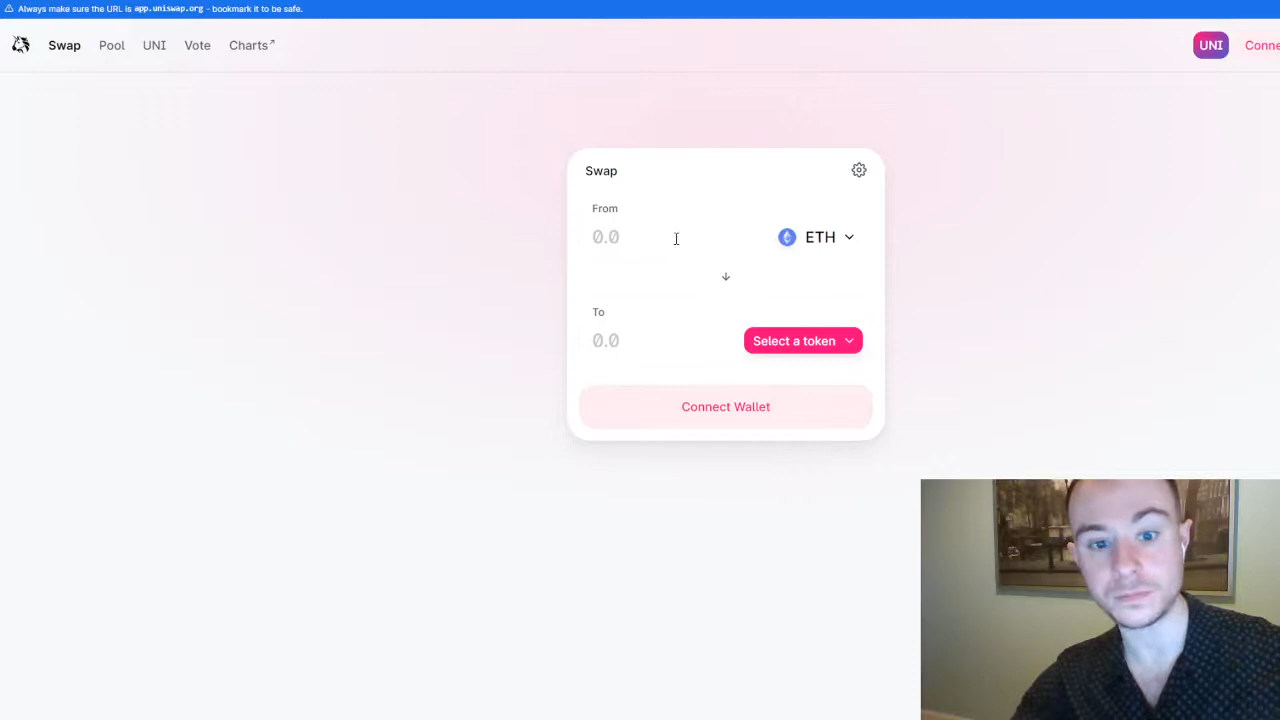 Always make sure the URL is app.uniswap.org - bookmark it to be safe.
Swap Pool UNI Vote Charts↗ UNI Conne
Swap
From
0.0 ETH
To
0.0 Select a token
Connect Wallet